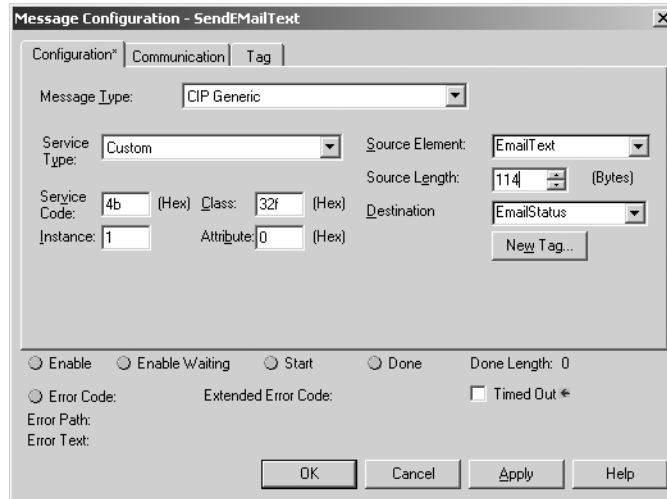 Message Configuration - SendEMailText
Configuration* Communication Tag
Message Type: CIP Generic
Service Type: Custom
Source Element: EmailText
Source Length: 114 (Bytes)
Service Code: 4b (Hex) Class: 32f (Hex)
Destination EmailStatus
Instance: 1 Attribute: 0 (Hex)
New Tag...
Enable Enable Waiting Start Done Done Length: 0
Error Code: Extended Error Code: Timed Out
Error Path:
Error Text:
OK Cancel Apply Help